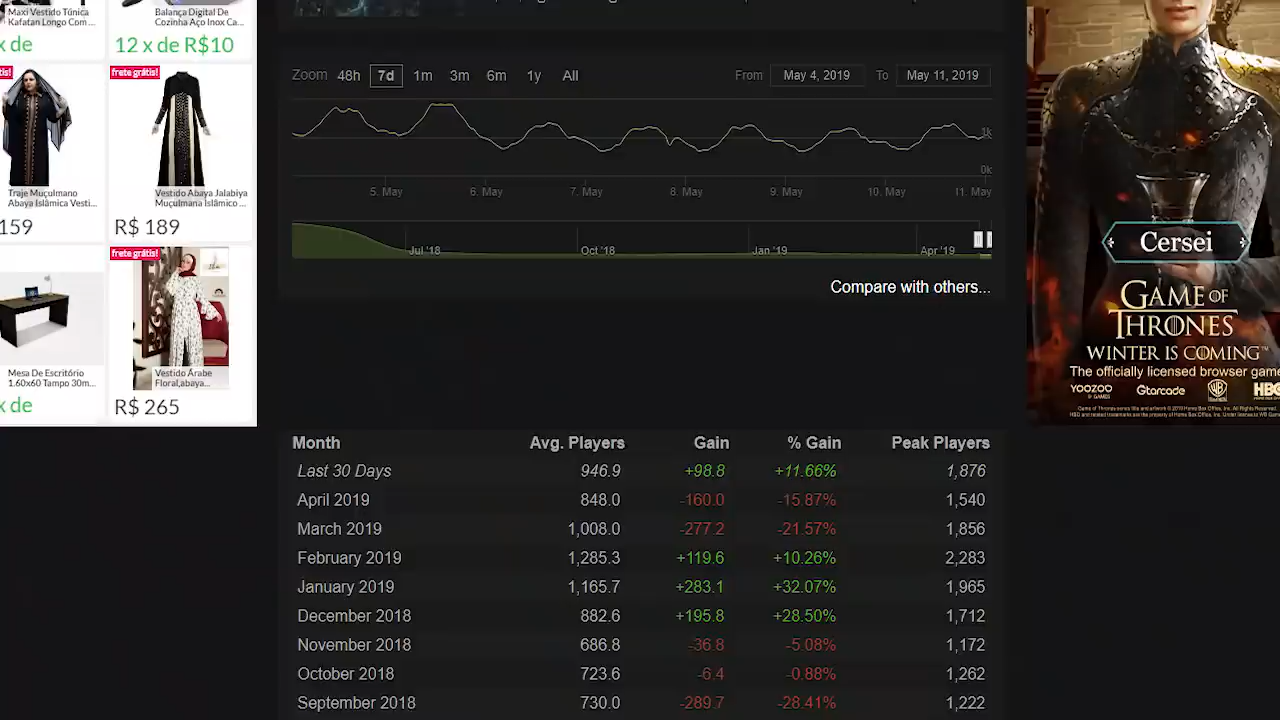 Maxi Vestido Túnica
Kafatan Longo Com ...
x de
Balança Digital De
Cozinha Aço Inox Ca...
12 x de R$10
frete grátis!
Traje Muçulmano
Abaya Islâmica Vesti...
159
frete grátis!
Vestido Abaya Jalabiya
Muçulmana Islâmico ...
R$ 189
Mesa De Escritório
1.60x60 Tampo 30m...
x de
frete grátis!
Vestido Árabe
Floral,abaya...
R$ 265
Zoom 48h 7d 1m 3m 6m 1y All
From May 4, 2019 To May 11, 2019
1k
0k
5. May 6. May 7. May 8. May 9. May 10. May 11. May
Jul '18 Oct '18 Jan '19 Apr '19
Compare with others...
Month Avg. Players Gain % Gain Peak Players
Last 30 Days 946.9 +98.8 +11.66% 1,876
April 2019 848.0 -160.0 -15.87% 1,540
March 2019 1,008.0 -277.2 -21.57% 1,856
February 2019 1,285.3 +119.6 +10.26% 2,283
January 2019 1,165.7 +283.1 +32.07% 1,965
December 2018 882.6 +195.8 +28.50% 1,712
November 2018 686.8 -36.8 -5.08% 1,172
October 2018 723.6 -6.4 -0.88% 1,262
September 2018 730.0 -289.7 -28.41% 1,222
Cersei
GAME OF
THRONES
WINTER IS COMING™
The officially licensed browser game
YOOZOO
GAMES
Gtarcade
HBO